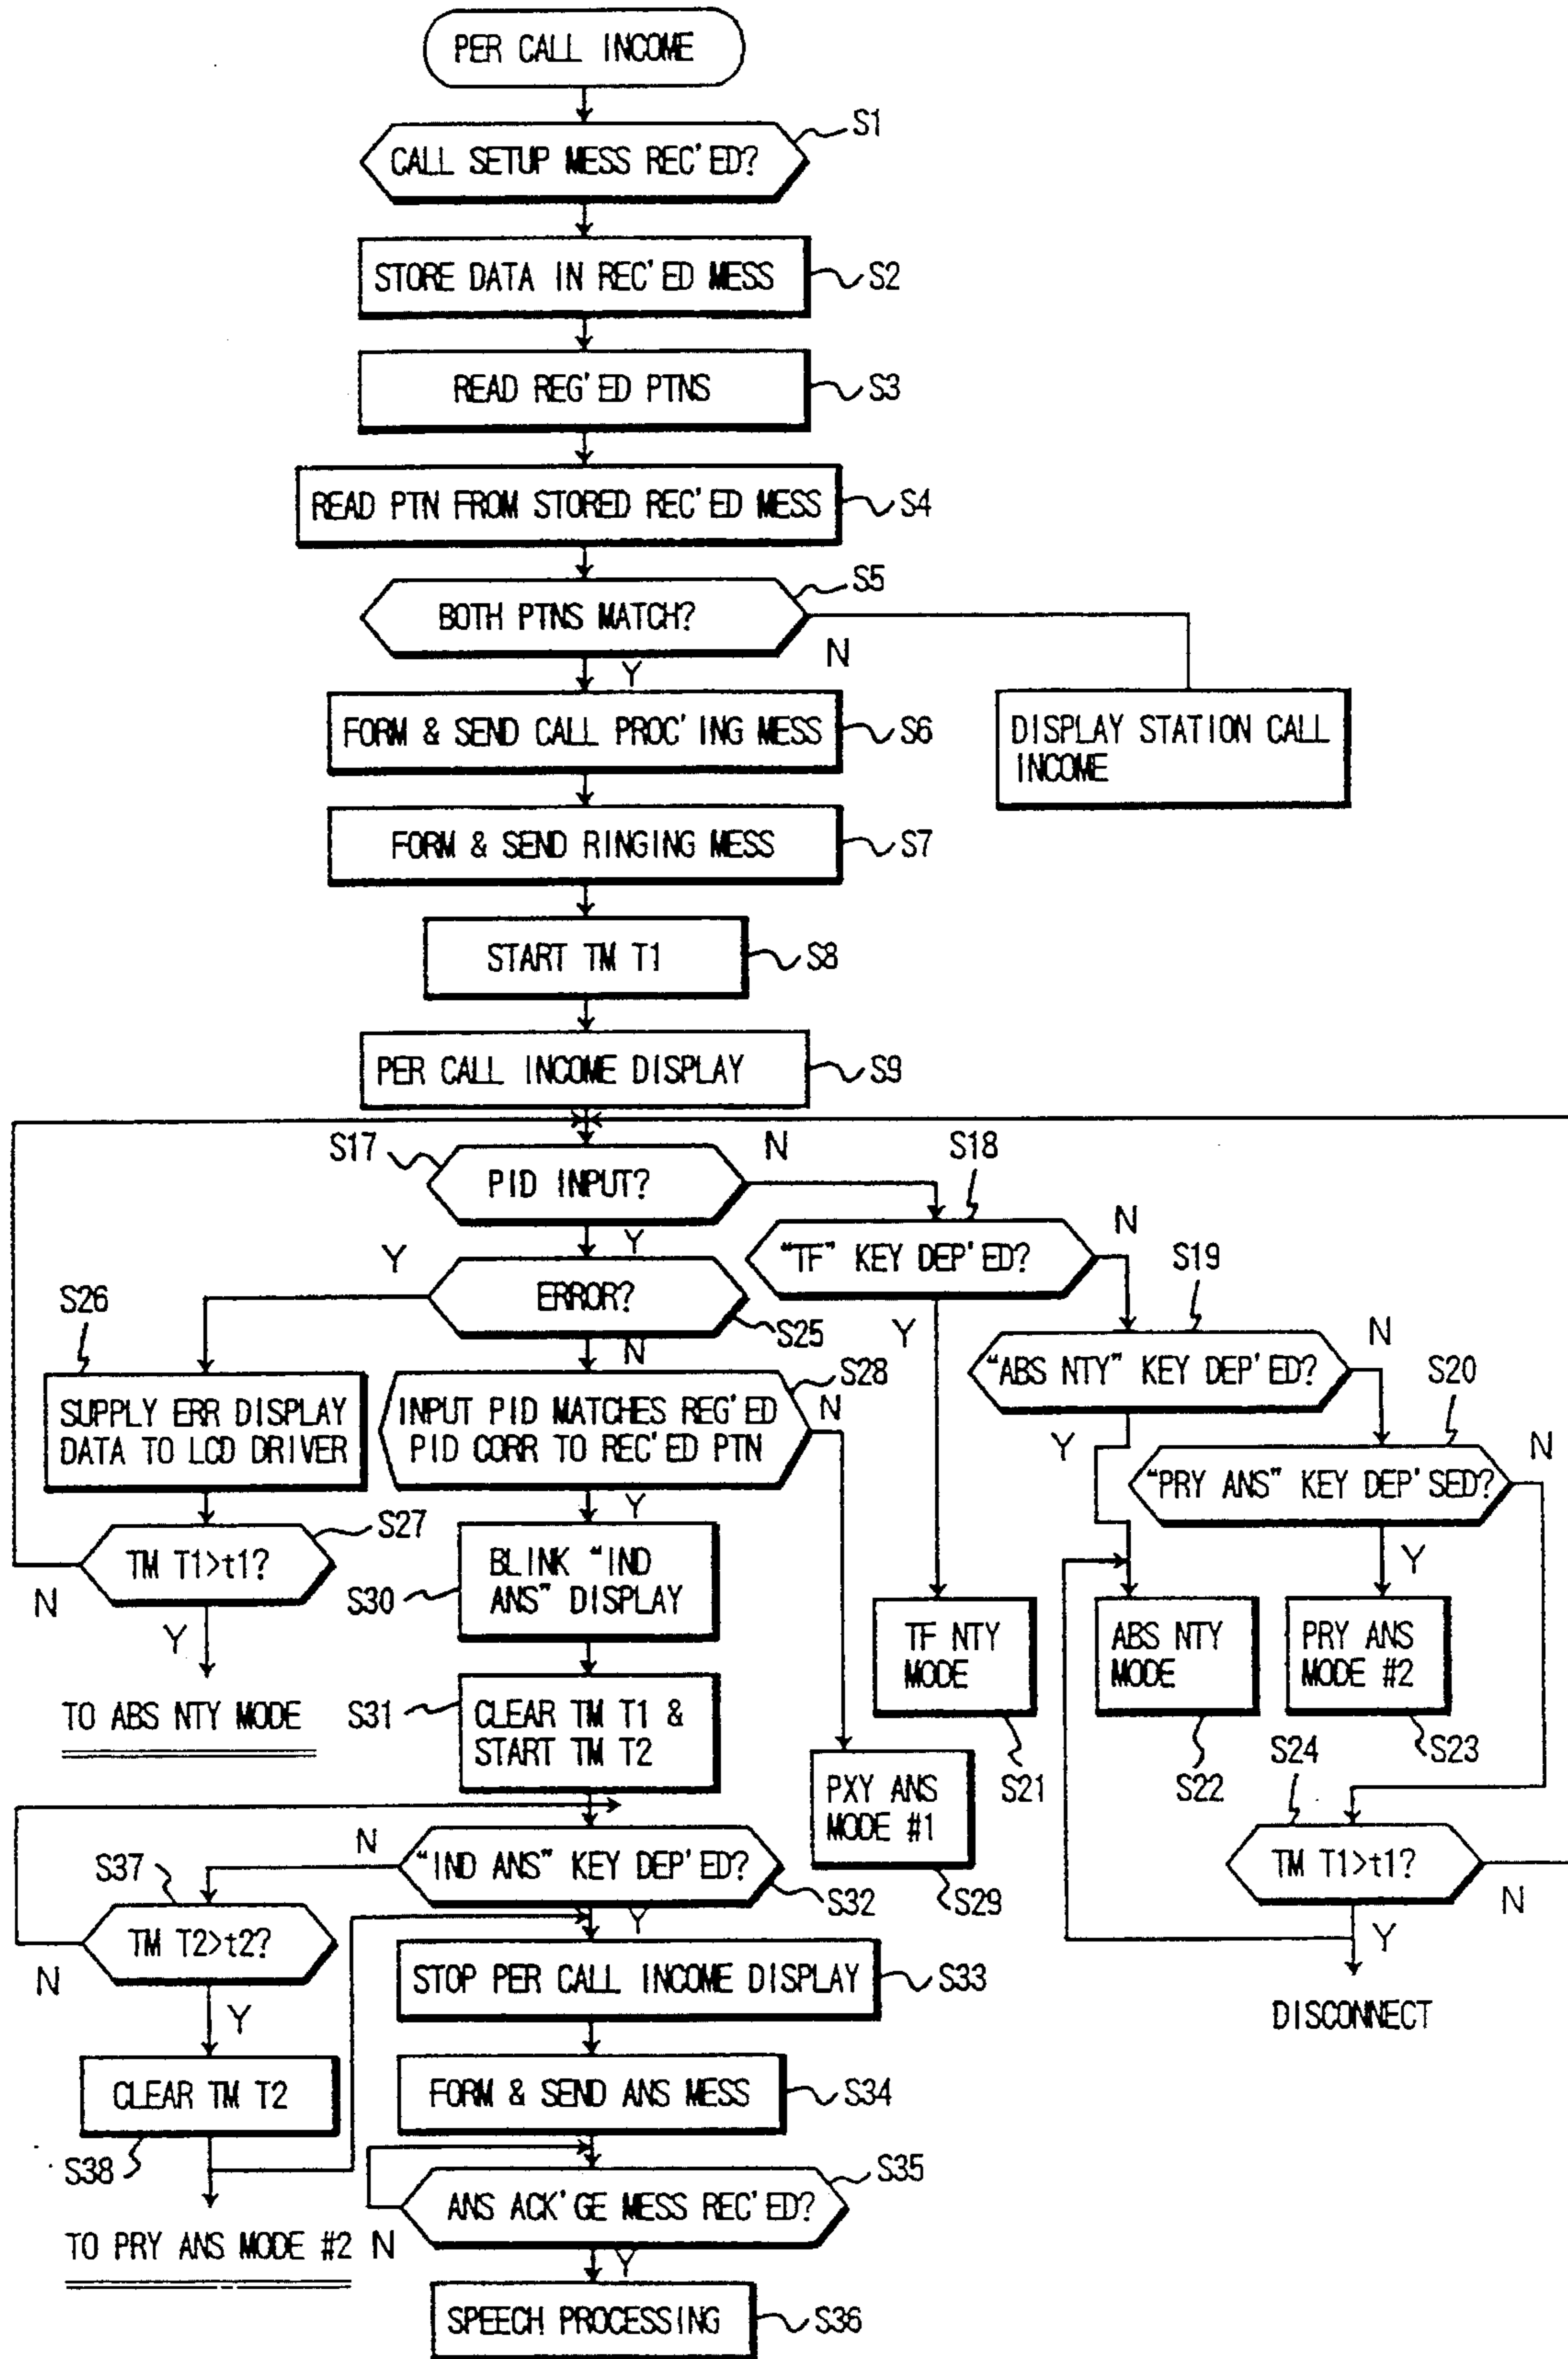 PER CALL INCOME
S1
CALL SETUP MESS REC'ED?
STORE DATA IN REC'ED MESS
S2
READ REG'ED PTNS
S3
READ PTN FROM STORED REC'ED MESS
S4
S5
BOTH PTNS MATCH?
N
Y
FORM & SEND CALL PROC'ING MESS
S6
DISPLAY STATION CALL
INCOME
FORM & SEND RINGING MESS
S7
START TM T1
S8
PER CALL INCOME DISPLAY
S9
S17
PID INPUT?
N
S18
Y
"TF" KEY DEP'ED?
N
Y
S19
Y
ERROR?
S25
N
S26
SUPPLY ERR DISPLAY
DATA TO LCD DRIVER
S28
INPUT PID MATCHES REG'ED
PID CORR TO REC'ED PTN
N
Y
"ABS NTY" KEY DEP'ED?
N
Y
S20
"PRY ANS" KEY DEP'SED?
N
Y
S27
TM T1>t1?
N
Y
TO ABS NTY MODE
S30
BLINK "IND
ANS" DISPLAY
S31
CLEAR TM T1 &
START TM T2
TF NTY
MODE
S21
ABS NTY
MODE
S22
PRY ANS
MODE #2
S23
PXY ANS
MODE #1
S29
S24
TM T1>t1?
N
Y
DISCONNECT
N
"IND ANS" KEY DEP'ED?
S32
Y
S37
TM T2>t2?
N
Y
STOP PER CALL INCOME DISPLAY
S33
CLEAR TM T2
S38
FORM & SEND ANS MESS
S34
TO PRY ANS MODE #2
S35
ANS ACK'GE MESS REC'ED?
N
Y
SPEECH PROCESSING
S36